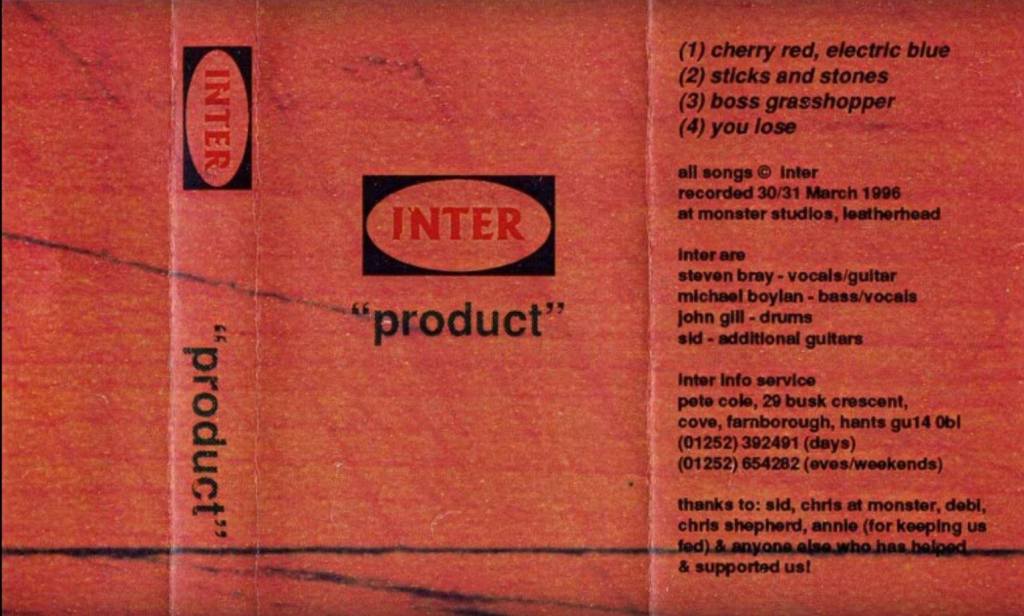 INTER
"product"
INTER
"product"
(1) cherry red, electric blue
(2) sticks and stones
(3) boss grasshopper
(4) you lose
all songs © inter
recorded 30/31 March 1996
at monster studios, leatherhead
inter are
steven bray - vocals/guitar
michael boylan - bass/vocals
john gill - drums
sid - additional guitars
inter info service
pete cole, 29 busk crescent,
cove, farnborough, hants gu14 0bl
(01252) 392491 (days)
(01252) 654282 (eves/weekends)
thanks to: sid, chris at monster, debi,
chris shepherd, annie (for keeping us
fed) & anyone else who has helped
& supported us!